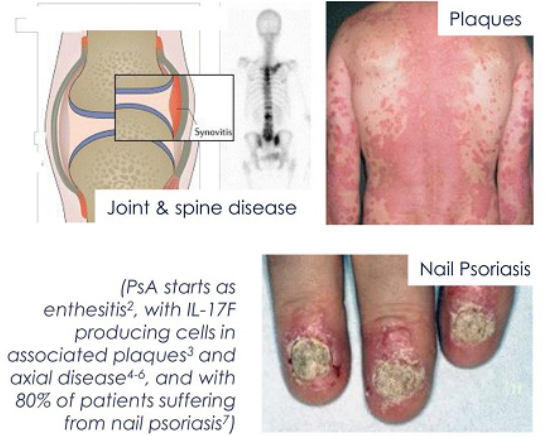 Plaques
Synovitis
Joint & spine disease
Nail Psoriasis
(PsA starts as
enthesitis², with IL-17F
producing cells in
associated plaques³ and
axial disease⁴⁻⁶, and with
80% of patients suffering
from nail psoriasis⁷)